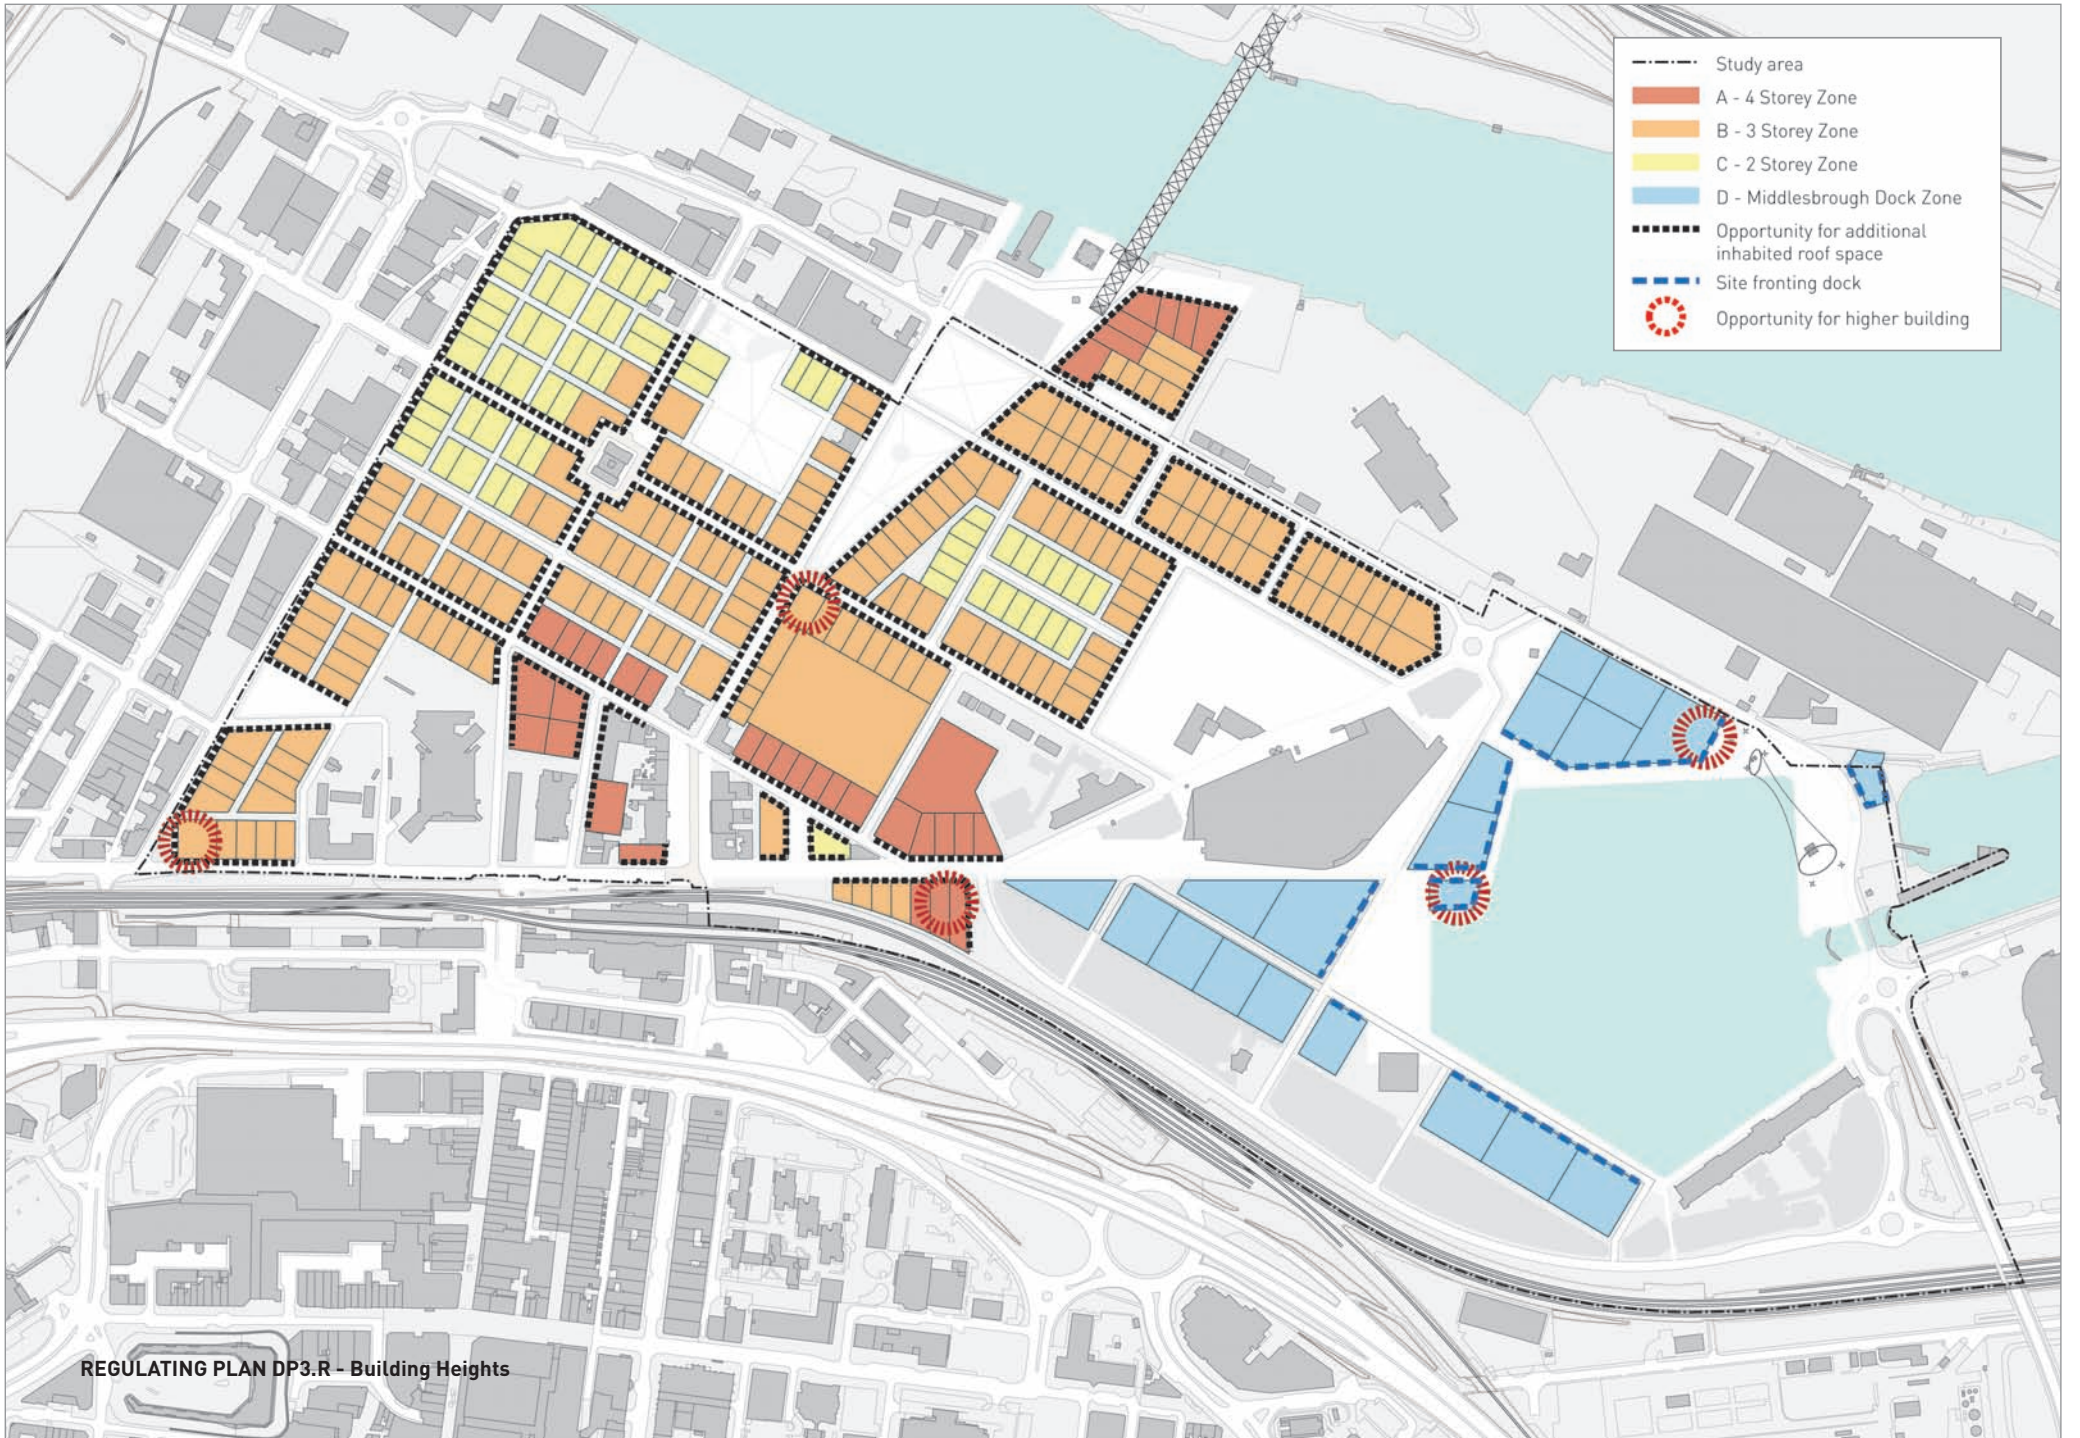 Study area
A - 4 Storey Zone
B - 3 Storey Zone
C - 2 Storey Zone
D - Middlesbrough Dock Zone
Opportunity for additional
inhabited roof space
Site fronting dock
Opportunity for higher building
REGULATING PLAN DP3.R - Building Heights